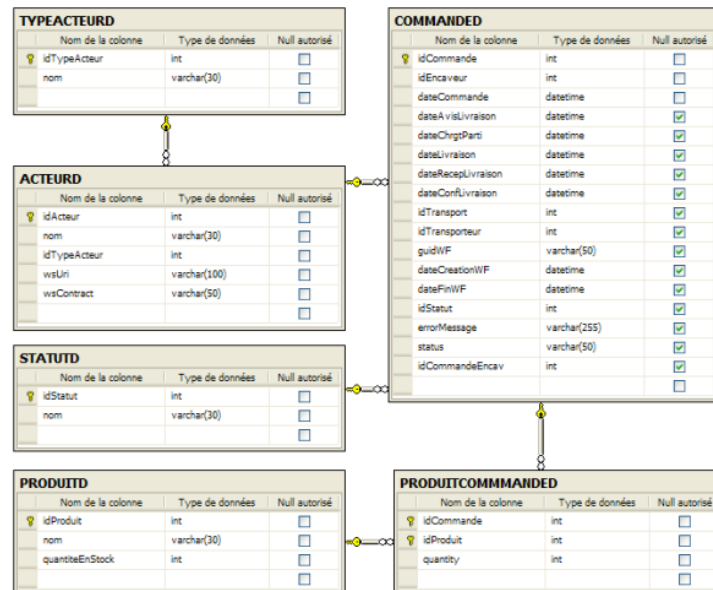 TYPEACTEURD
Nom de la colonne Type de données Null autorisé
idTypeActeur int
nom varchar(30)
ACTEURD
Nom de la colonne Type de données Null autorisé
idActeur int
nom varchar(30)
idTypeActeur int
wsUri varchar(100)
wsContract varchar(50)
STATUTD
Nom de la colonne Type de données Null autorisé
idStatut int
nom varchar(30)
PRODUITD
Nom de la colonne Type de données Null autorisé
idProduit int
nom varchar(30)
quantiteEnStock int
COMMANDED
Nom de la colonne Type de données Null autorisé
idCommande int
idEncaveur int
dateCommande datetime
dateAvisLivraison datetime
dateChrgtParti datetime
dateLivraison datetime
dateRecepLivraison datetime
dateConfLivraison datetime
idTransport int
idTransporteur int
guidWF varchar(50)
dateCreationWF datetime
dateFinWF datetime
idStatut int
errorMessage varchar(255)
status varchar(50)
idCommandeEncav int
PRODUITCOMMMANDED
Nom de la colonne Type de données Null autorisé
idCommande int
idProduit int
quantity int